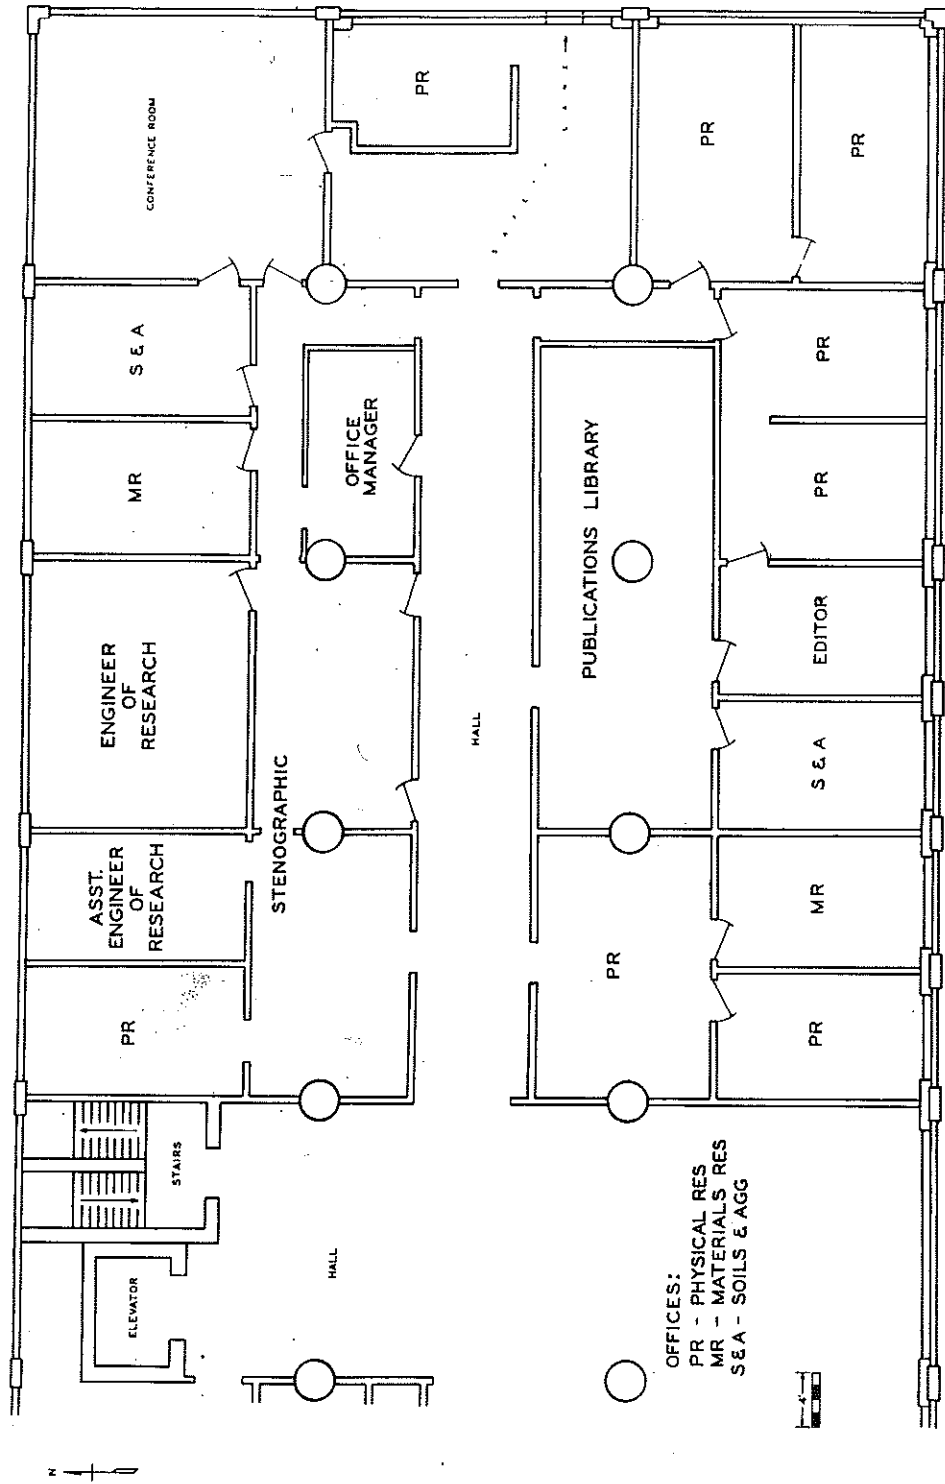 CONFERENCE ROOM
S & A
MR
ENGINEER
OF
RESEARCH
ASST.
ENGINEER
OF
RESEARCH
PR
STAIRS
ELEVATOR
PR
OFFICE
MANAGER
STENOGRAPHIC
HALL
HALL
PUBLICATIONS LIBRARY
PR
PR
PR
PR
PR
EDITOR
S & A
MR
PR
OFFICES:
PR - PHYSICAL RES
MR - MATERIALS RES
S & A - SOILS & AGG
4'
N